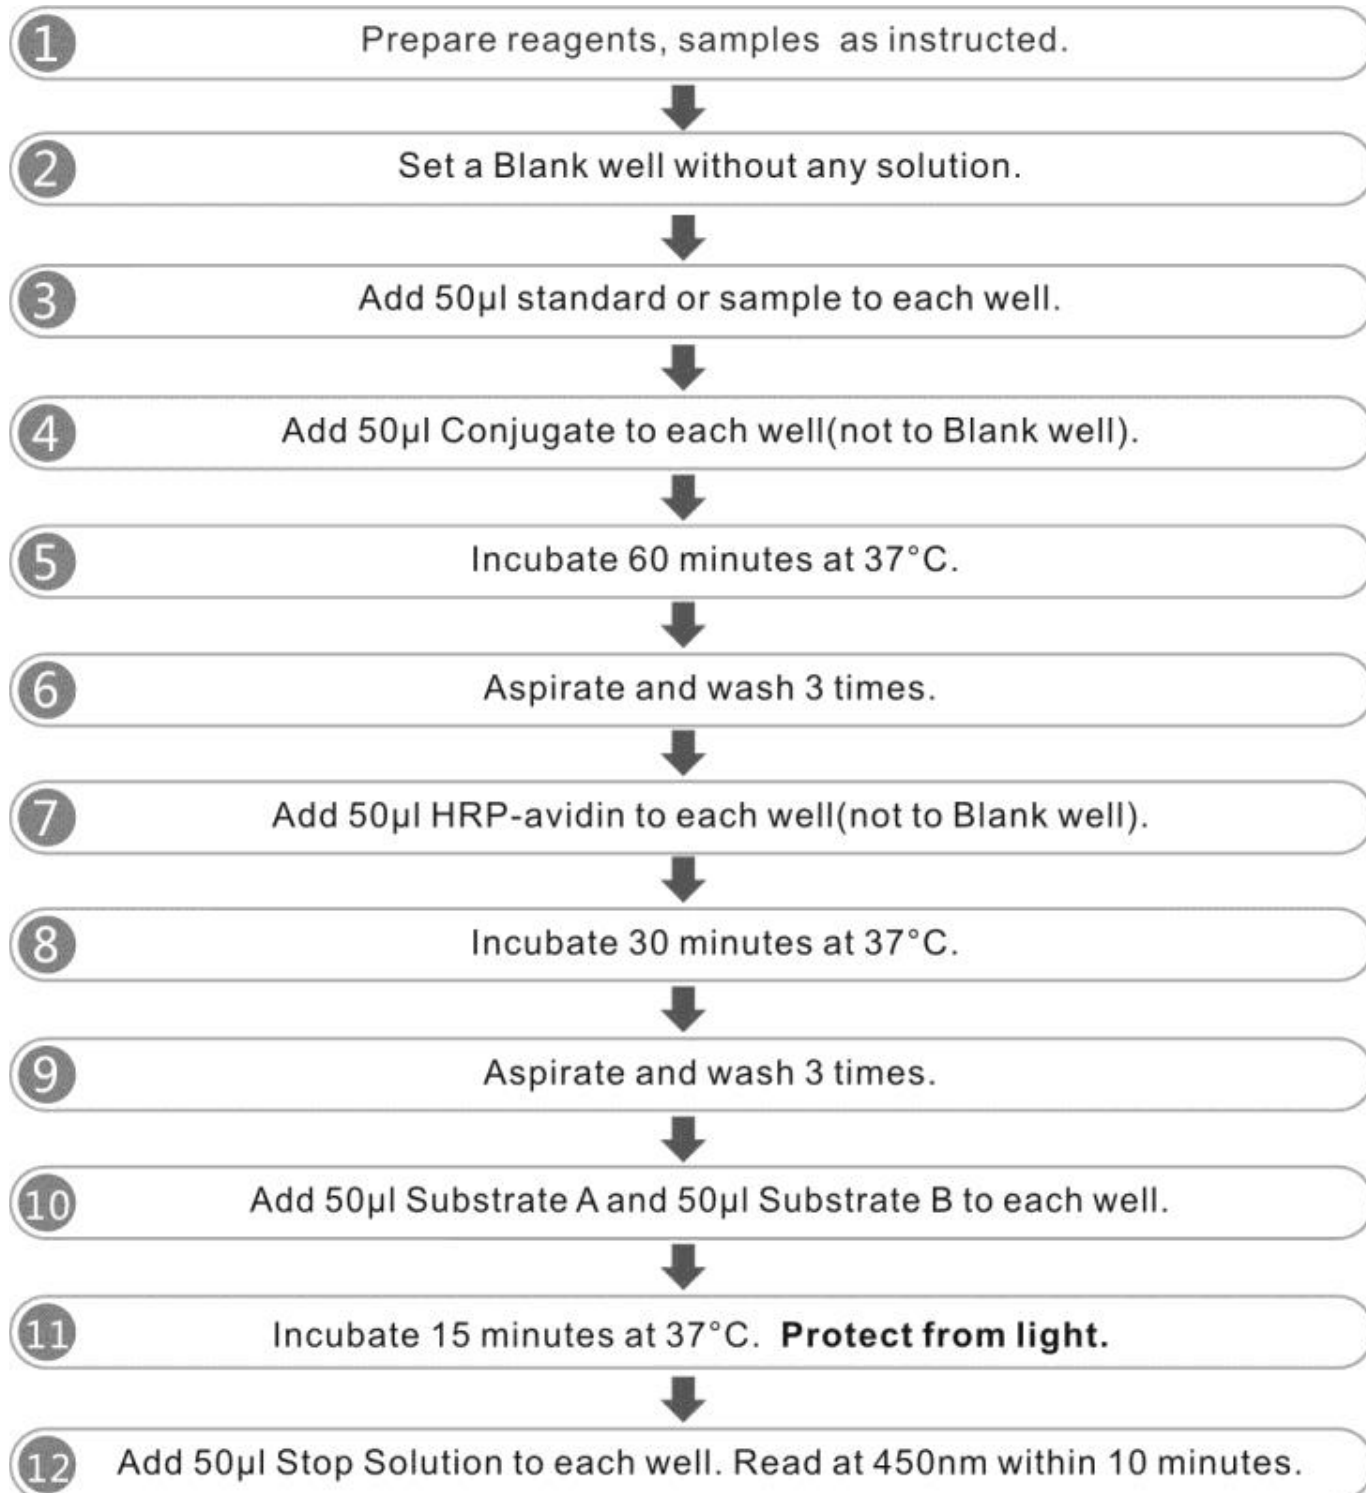 1 Prepare reagents, samples as instructed.
2 Set a Blank well without any solution.
3 Add 50µl standard or sample to each well.
4 Add 50µl Conjugate to each well(not to Blank well).
5 Incubate 60 minutes at 37°C.
6 Aspirate and wash 3 times.
7 Add 50µl HRP-avidin to each well(not to Blank well).
8 Incubate 30 minutes at 37°C.
9 Aspirate and wash 3 times.
10 Add 50µl Substrate A and 50µl Substrate B to each well.
11 Incubate 15 minutes at 37°C. Protect from light.
12 Add 50µl Stop Solution to each well. Read at 450nm within 10 minutes.